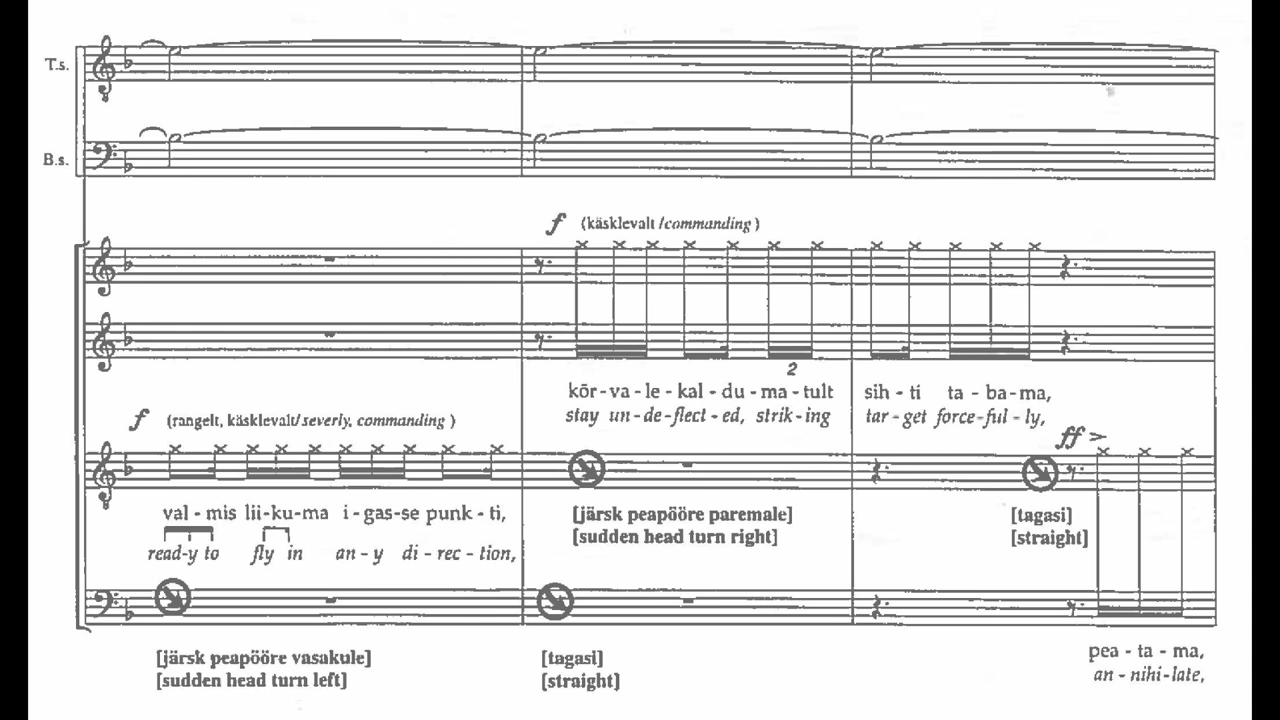 T.s.
B.s.
f (käsklevalt/commanding)
2
kõr-va-le-kal-du-ma-tult sih-ti ta-ba-ma,
stay un-de-flect-ed, strik-ing tar-get force-ful-ly,
f (rangelt, käsklevalt/severly, commanding)
ff >
val-mis lii-ku-ma i-gas-se punk-ti,
read-y to fly in an-y di-rec-tion,
[järsk peapööre paremale] [tagasi]
[sudden head turn right] [straight]
[järsk peapööre vasakule] [tagasi]
[sudden head turn left] [straight]
pea-ta-ma,
an-nihi-late,